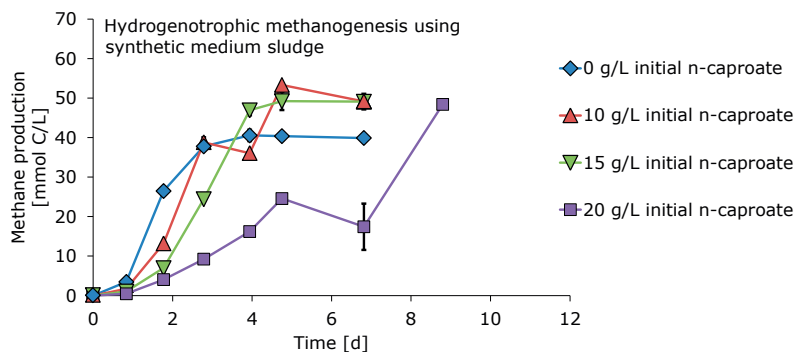 Hydrogenotrophic methanogenesis using
synthetic medium sludge
Methane production
[mmol C/L]
70
60
50
40
30
20
10
0
0 2 4 6 8 10 12
Time [d]
0 g/L initial n-caproate
10 g/L initial n-caproate
15 g/L initial n-caproate
20 g/L initial n-caproate